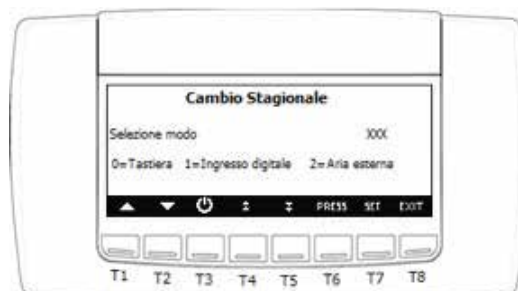 Cambio Stagionale
Selezione modo XXX
0=Tastiera 1=Ingresso digitale 2=Aria esterna
PRESS SET EXIT
T1 T2 T3 T4 T5 T6 T7 T8